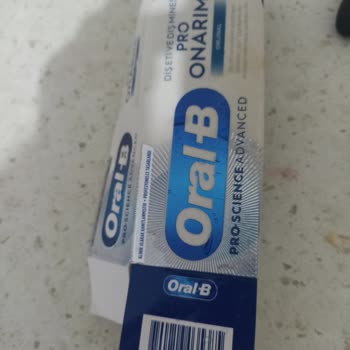 DİŞ ETİ VE DİŞ MİNESİ
PRO
ONARIM
ORIGINAL
Oral-B
PRO-SCIENCE ADVANCED
Oral-B
PRO-SCIENCE ADVANCED
Oral-B